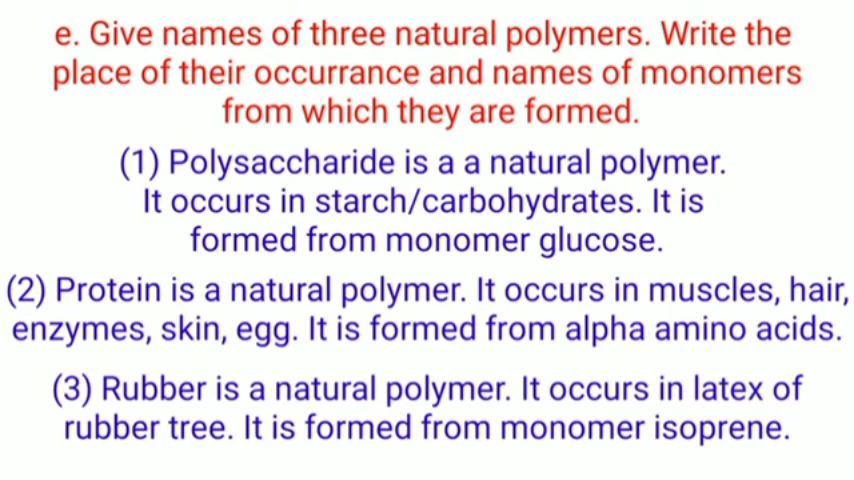 e. Give names of three natural polymers. Write the
place of their occurrance and names of monomers
from which they are formed.
(1) Polysaccharide is a a natural polymer.
It occurs in starch/carbohydrates. It is
formed from monomer glucose.
(2) Protein is a natural polymer. It occurs in muscles, hair,
enzymes, skin, egg. It is formed from alpha amino acids.
(3) Rubber is a natural polymer. It occurs in latex of
rubber tree. It is formed from monomer isoprene.